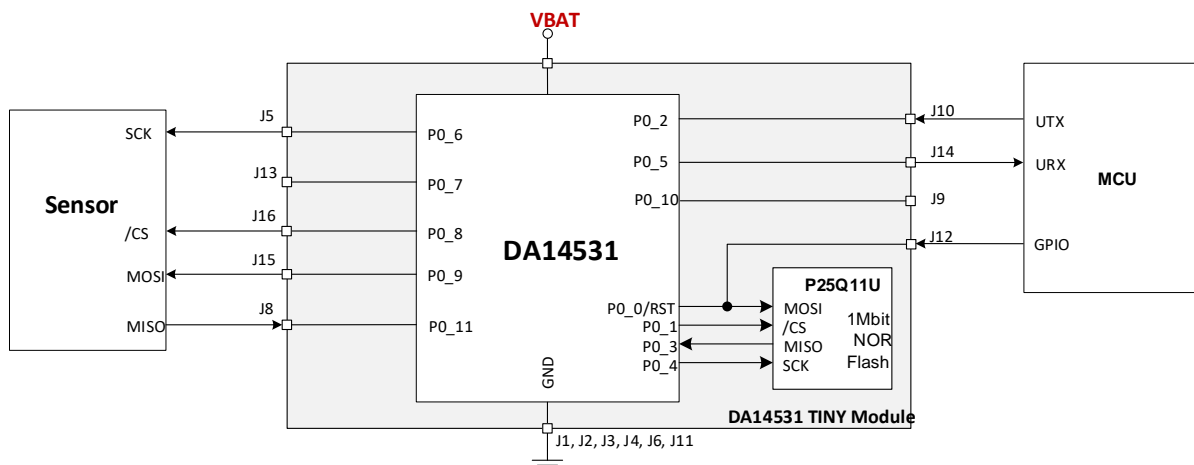 VBAT
J5
SCK
P0_6
J13
P0_7
Sensor
J16
/CS
P0_8
J15
MOSI
P0_9
J8
MISO
P0_11
DA14531
GND
P0_2
J10
UTX
P0_5
J14
URX
MCU
P0_10
J9
J12
GPIO
P25Q11U
P0_0/RST
MOSI
P0_1
/CS
1Mbit
P0_3
MISO
NOR
P0_4
SCK
Flash
DA14531 TINY Module
J1, J2, J3, J4, J6, J11